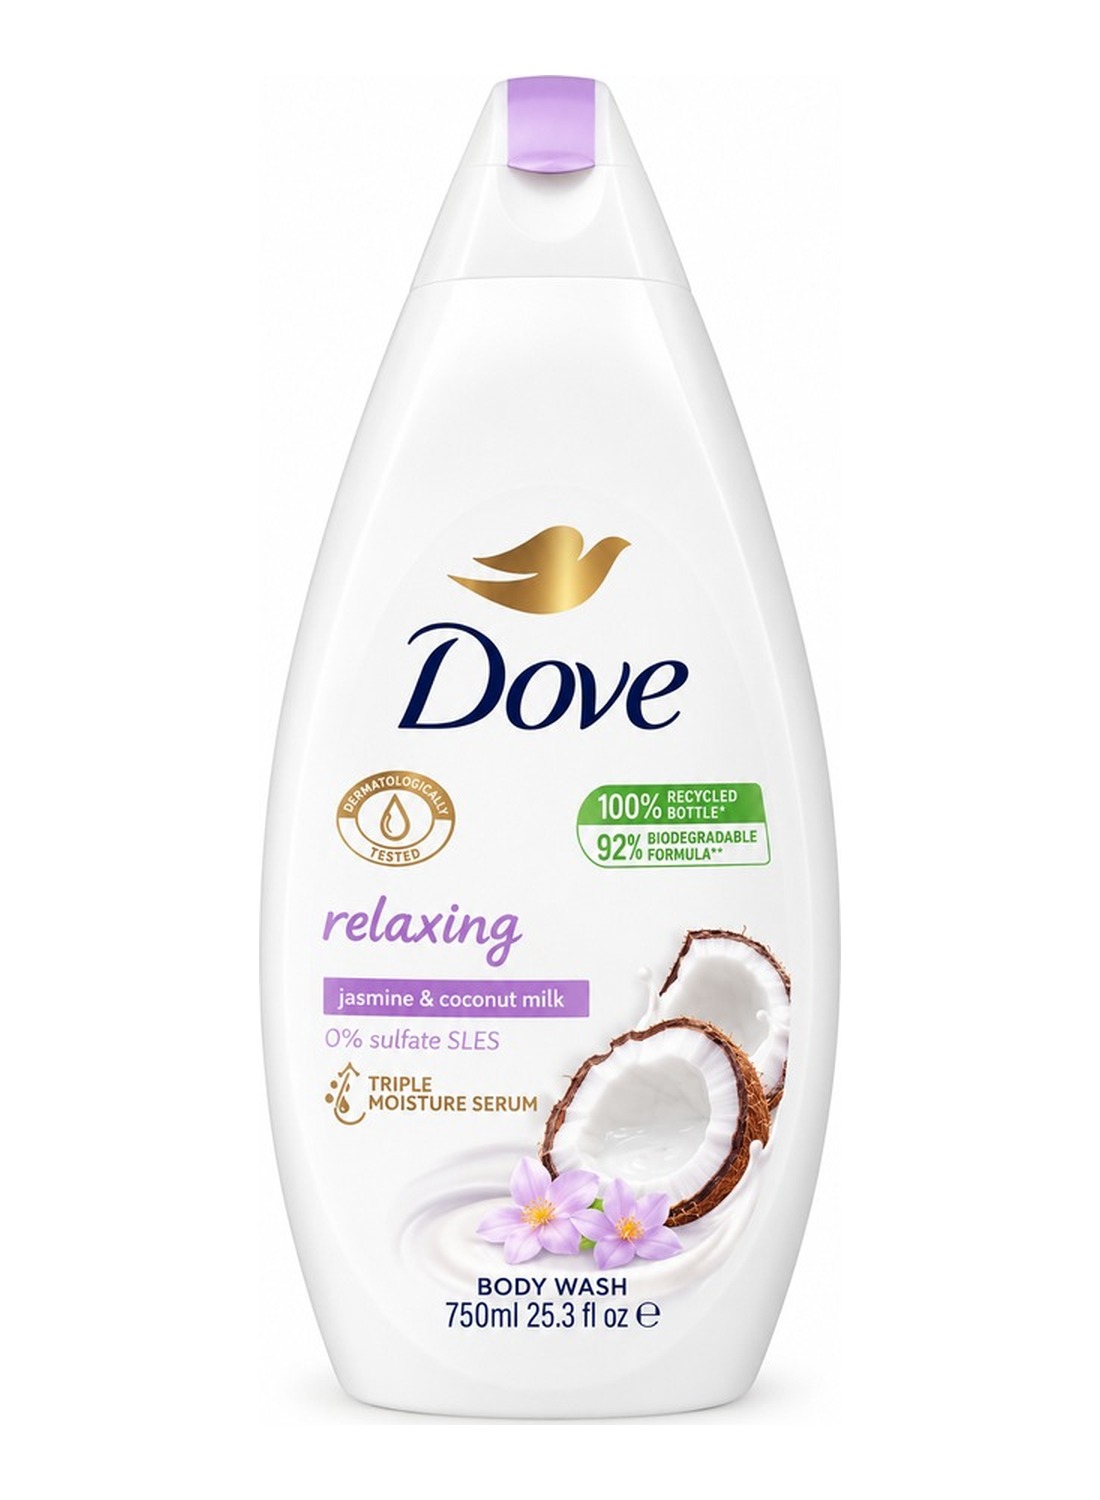 Dove
DERMATOLOGICALLY
TESTED
100% RECYCLED
BOTTLE*
92% BIODEGRADABLE
FORMULA**
relaxing
jasmine & coconut milk
0% sulfate SLES
TRIPLE
MOISTURE SERUM
BODY WASH
750ml 25.3 fl oz ℮